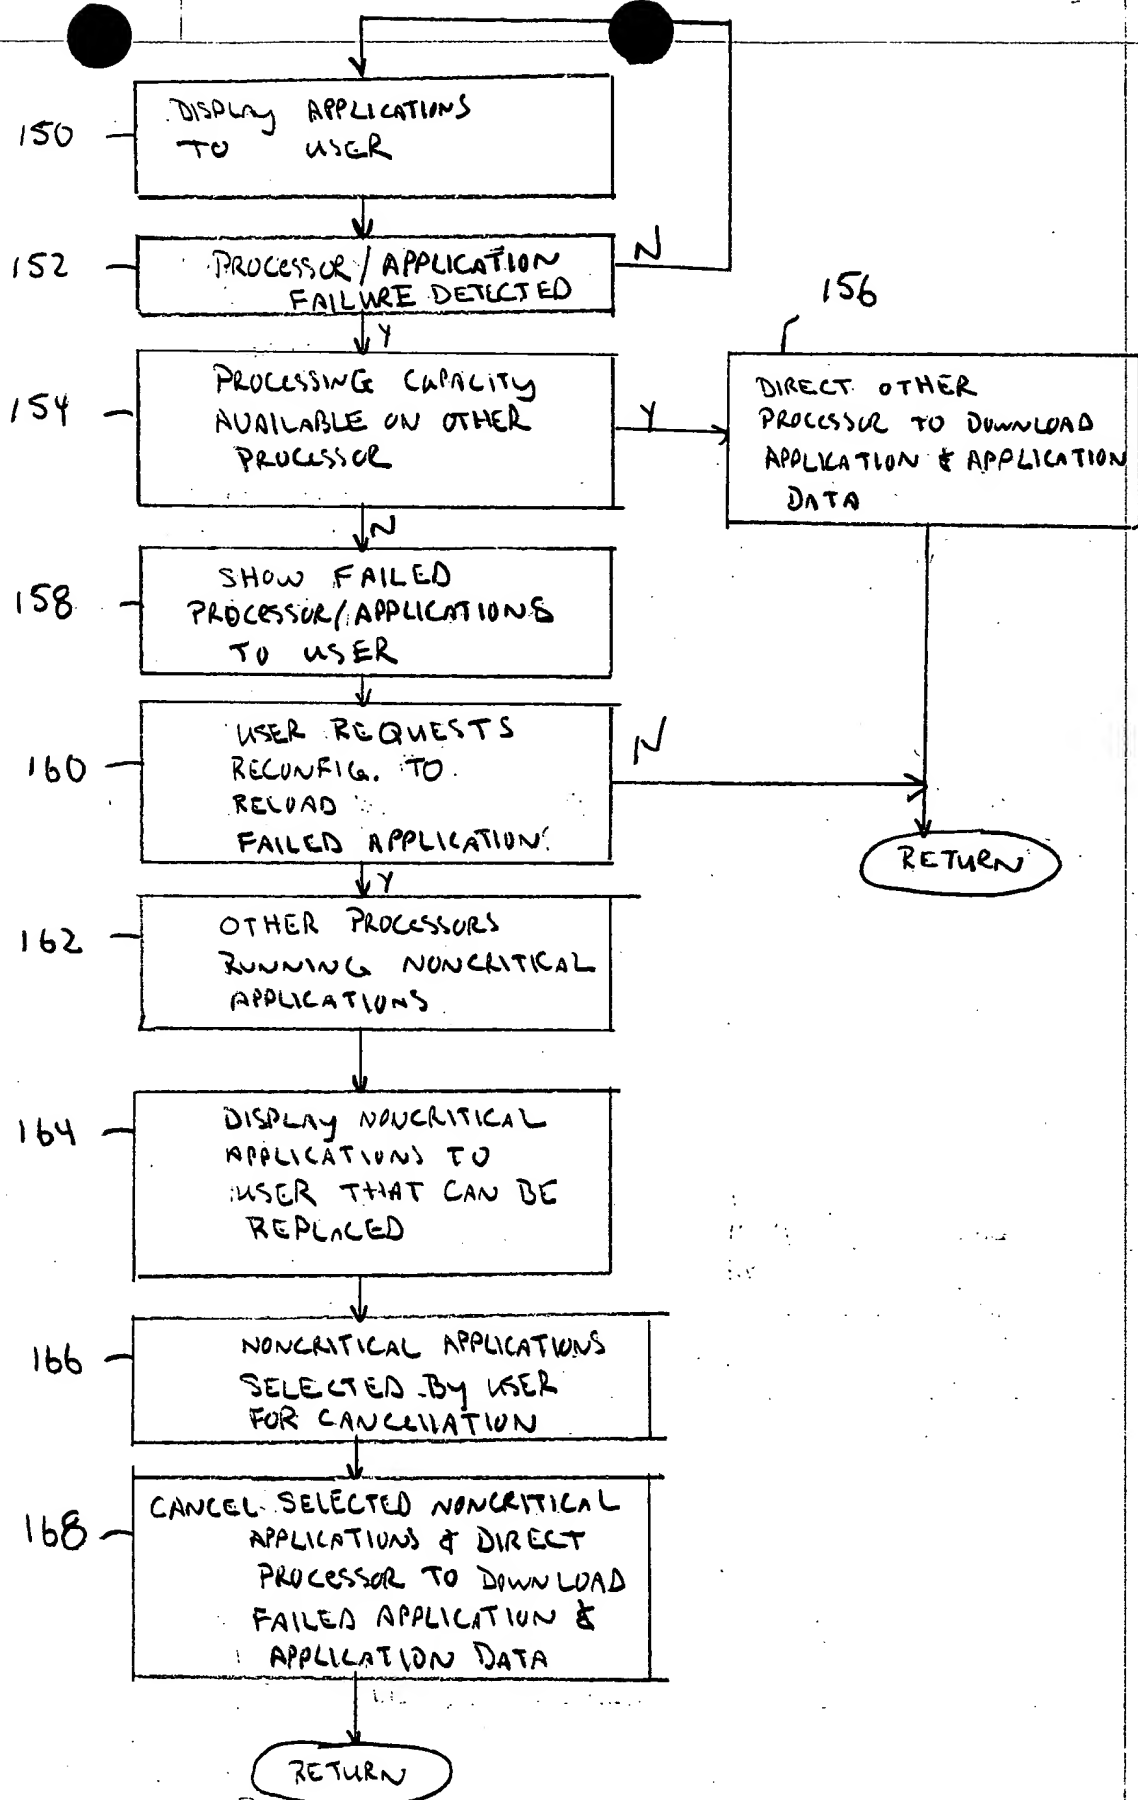 150
DISPLAY APPLICATIONS
TO USER
152
PROCESSOR/APPLICATION
FAILURE DETECTED
N
Y
154
PROCESSING CAPACITY
AVAILABLE ON OTHER
PROCESSOR
Y
156
DIRECT OTHER
PROCESSOR TO DOWNLOAD
APPLICATION & APPLICATION
DATA
N
158
SHOW FAILED
PROCESSOR/APPLICATIONS
TO USER
160
USER REQUESTS
RECONFIG. TO
RELOAD
FAILED APPLICATION
N
RETURN
Y
162
OTHER PROCESSORS
RUNNING NONCRITICAL
APPLICATIONS
164
DISPLAY NONCRITICAL
APPLICATIONS TO
USER THAT CAN BE
REPLACED
166
NONCRITICAL APPLICATIONS
SELECTED BY USER
FOR CANCELLATION
168
CANCEL SELECTED NONCRITICAL
APPLICATIONS & DIRECT
PROCESSOR TO DOWNLOAD
FAILED APPLICATION &
APPLICATION DATA
RETURN